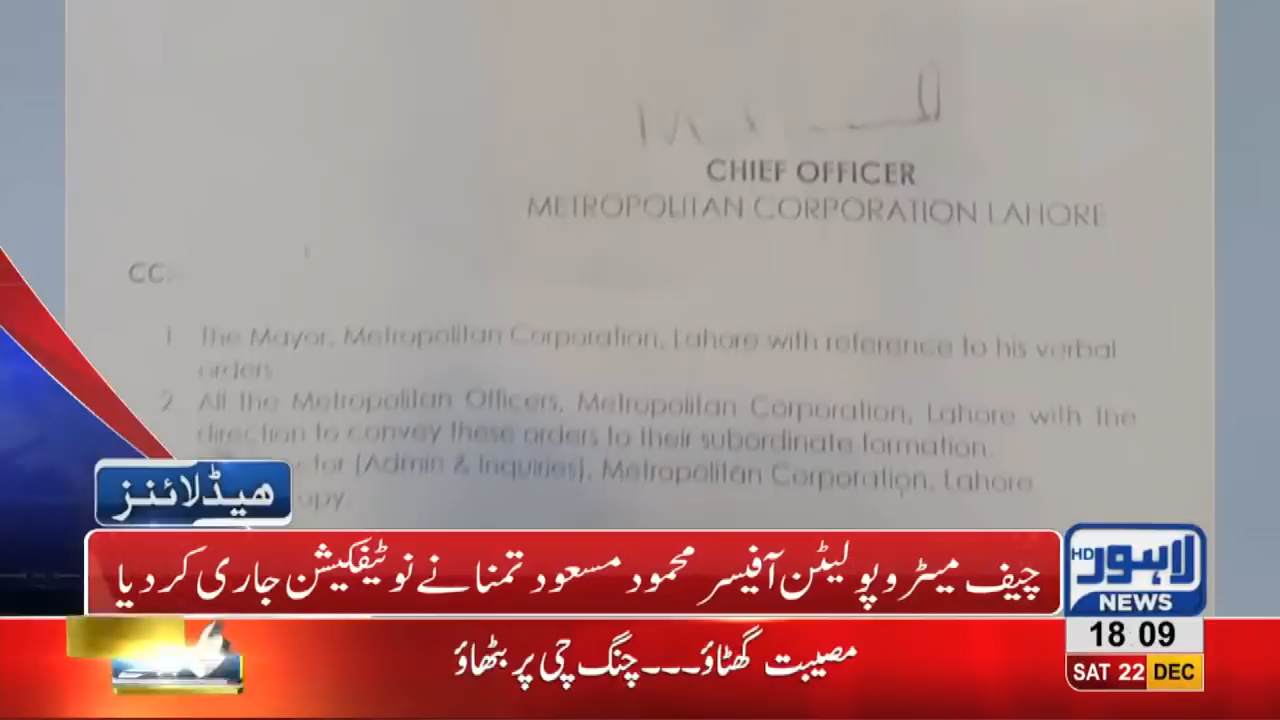 CHIEF OFFICER
METROPOLITAN CORPORATION LAHORE
CC:
1 The Mayor, Metropolitan Corporation, Lahore with reference to his verbal
orders
2. All the Metropolitan Officers, Metropolitan Corporation, Lahore with the
direction to convey these orders to their subordinate formation.
(Admin & Inquiries), Metropolitan Corporation, Lahore
ہیڈلائنز
چیف میٹروپولیٹن آفیسر محمود مسعود تمنا نے نوٹیفکیشن جاری کر دیا
HD لاہور
NEWS
مصیبت گھٹاؤ۔۔۔چنگ چی پر بٹھاؤ
18 09
SAT 22 DEC